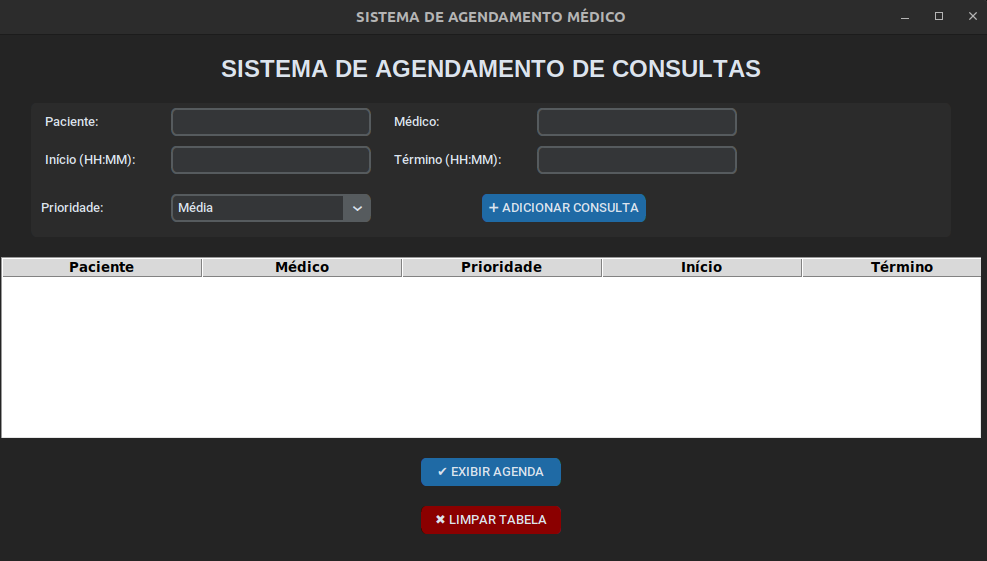 SISTEMA DE AGENDAMENTO MÉDICO
SISTEMA DE AGENDAMENTO DE CONSULTAS
Paciente: Médico:
Início (HH:MM): Término (HH:MM):
Prioridade: Média + ADICIONAR CONSULTA
Paciente Médico Prioridade Início Término
✔ EXIBIR AGENDA
✖ LIMPAR TABELA